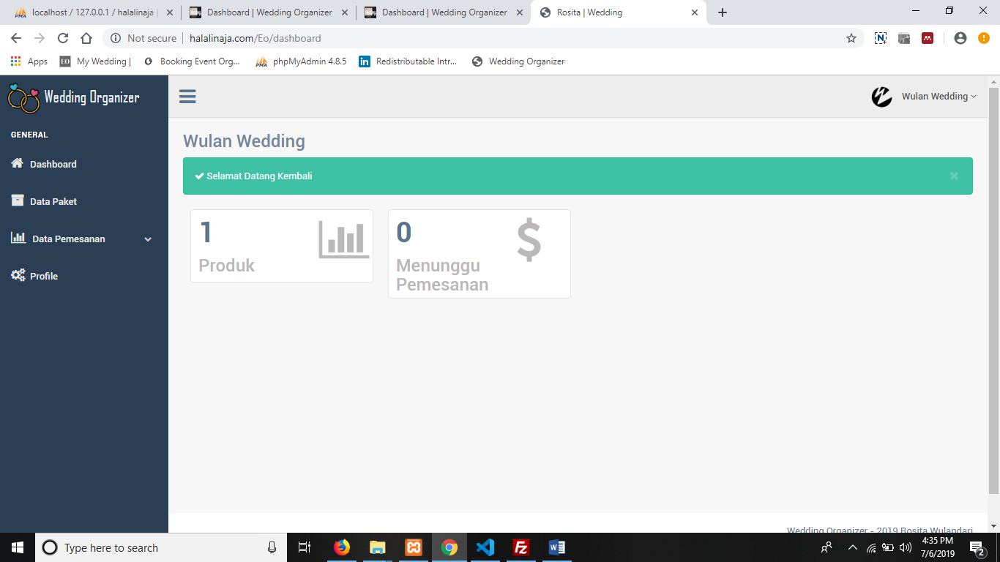 localhost / 127.0.0.1 / halalinaja |
Dashboard | Wedding Organizer
Dashboard | Wedding Organizer
Rosita | Wedding
Not secure
halalinaja.com/Eo/dashboard
Apps
EO
My Wedding |
Booking Event Org...
phpMyAdmin 4.8.5
Redistributable Intr...
Wedding Organizer
Wedding Organizer
Wulan Wedding
GENERAL
Dashboard
Data Paket
Data Pemesanan
Profile
Wulan Wedding
Selamat Datang Kembali
1
Produk
0
Menunggu
Pemesanan
Wedding Organizer - 2019 Rosita Wulandari
Type here to search
4:35 PM
7/6/2019
2